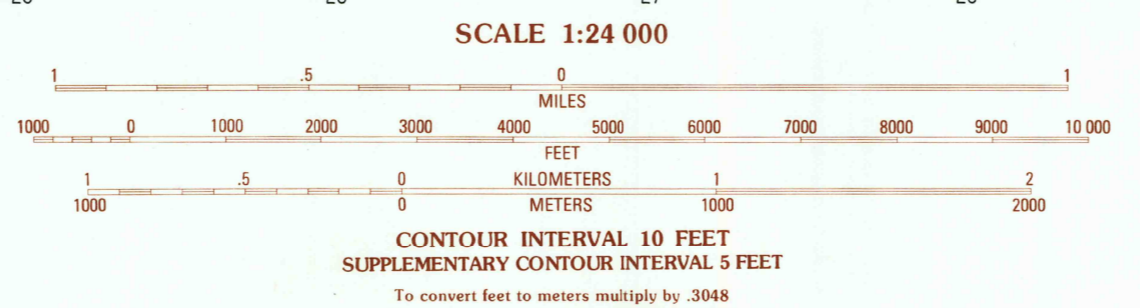 SCALE 1:24 000
1 .5 0 1
MILES
1000 0 1000 2000 3000 4000 5000 6000 7000 8000 9000 10 000
FEET
1 .5 0 KILOMETERS 1 2
1000 0 METERS 1000 2000
CONTOUR INTERVAL 10 FEET
SUPPLEMENTARY CONTOUR INTERVAL 5 FEET
To convert feet to meters multiply by .3048